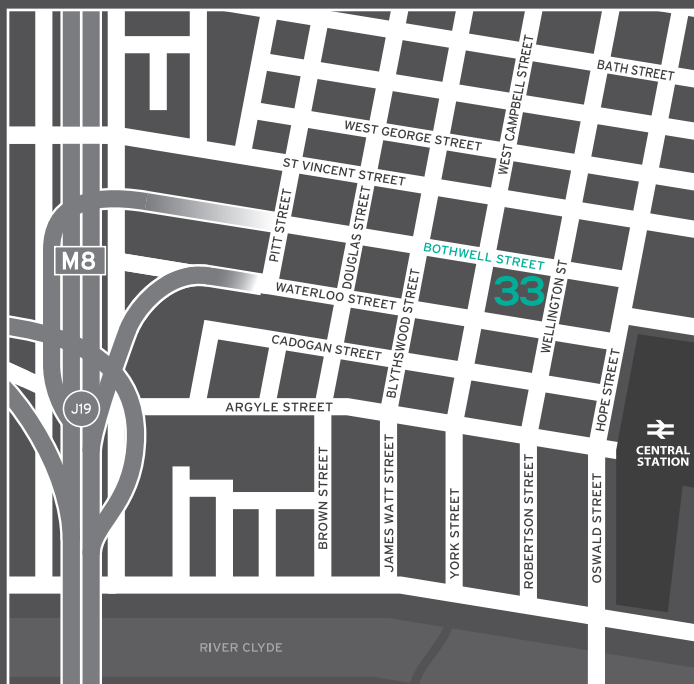 BATH STREET
WEST CAMPBELL STREET
WEST GEORGE STREET
ST VINCENT STREET
PITT STREET
DOUGLAS STREET
BOTHWELL STREET
M8
33
WELLINGTON ST
WATERLOO STREET
BLYTHSWOOD STREET
CADOGAN STREET
HOPE STREET
J19
ARGYLE STREET
CENTRAL
STATION
BROWN STREET
JAMES WATT STREET
YORK STREET
ROBERTSON STREET
OSWALD STREET
RIVER CLYDE